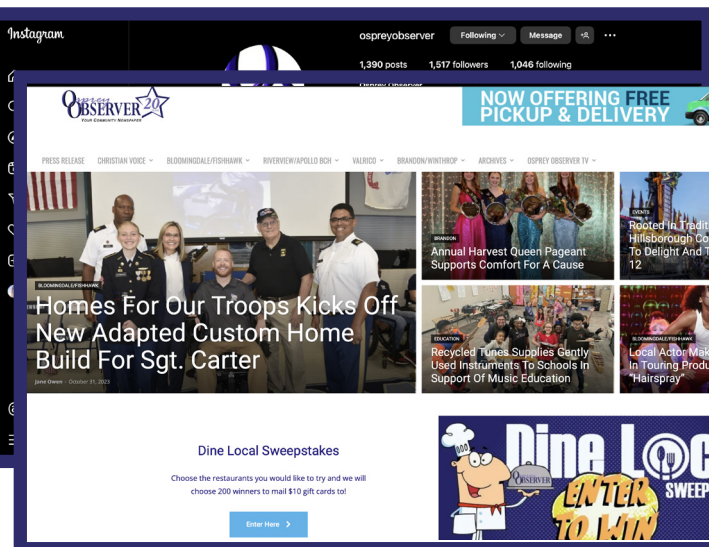 Instagram
ospreyobserver
Following
Message
1,390 posts
1,517 followers
1,046 following
Osprey Observer
Osprey
OBSERVER
20
YOUR COMMUNITY NEWSPAPER
NOW OFFERING FREE
PICKUP & DELIVERY
PRESS RELEASE
CHRISTIAN VOICE
BLOOMINGDALE/FISHHAWK
RIVERVIEW/APOLLO BCH
VALRICO
BRANDON/WINTHROP
ARCHIVES
OSPREY OBSERVER TV
BLOOMINGDALE/FISHHAWK
Homes For Our Troops Kicks Off
New Adapted Custom Home
Build For Sgt. Carter
Jane Owen - October 31, 2023
BRANDON
Annual Harvest Queen Pageant
Supports Comfort For A Cause
EVENTS
Rooted In Tradit
Hillsborough Co
To Delight And T
12
EDUCATION
Recycled Tunes Supplies Gently
Used Instruments To Schools In
Support Of Music Education
BLOOMINGDALE/FISHHAWK
Local Actor Mak
In Touring Produ
"Hairspray"
Dine Local Sweepstakes
Choose the restaurants you would like to try and we will
choose 200 winners to mail $10 gift cards to!
Enter Here
Dine Loc
OBSERVER
ENTER
TO WIN
SWEEP